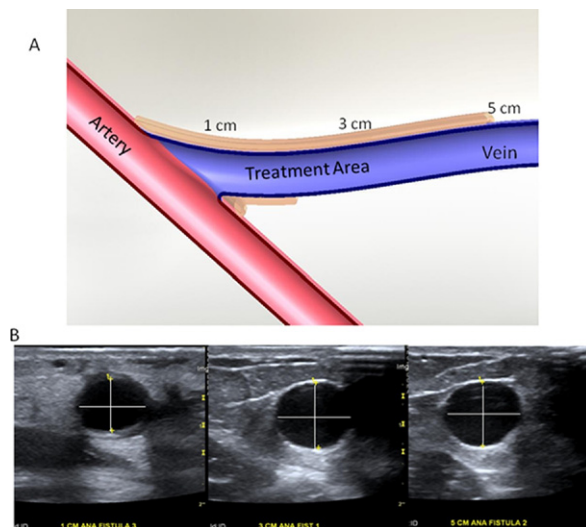 A
1 cm
3 cm
5 cm
Artery
Treatment Area
Vein
B
1 CM ANA FISTULA 3
3 CM ANA FIST 1
5 CM ANA FISTULA 2